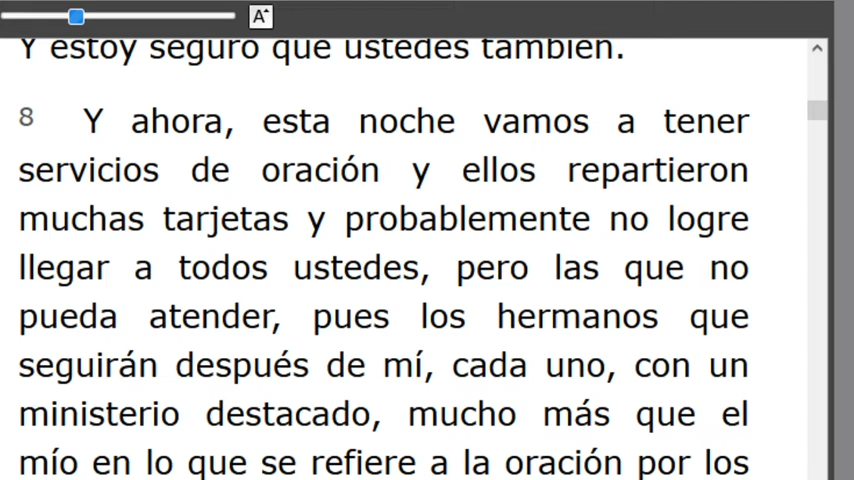 A
Y estoy seguro que ustedes también.
8 Y ahora, esta noche vamos a tener
servicios de oración y ellos repartieron
muchas tarjetas y probablemente no logre
llegar a todos ustedes, pero las que no
pueda atender, pues los hermanos que
seguirán después de mí, cada uno, con un
ministerio destacado, mucho más que el
mío en lo que se refiere a la oración por los